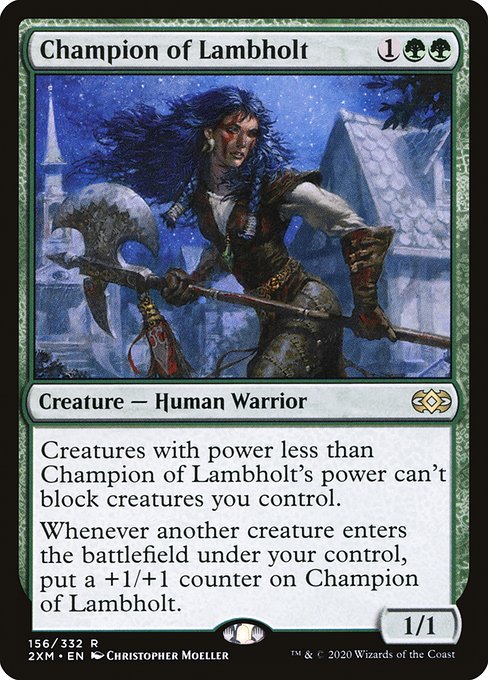 Champion of Lambholt 1
Creature — Human Warrior
Creatures with power less than
Champion of Lambholt's power can't
block creatures you control.
Whenever another creature enters
the battlefield under your control,
put a +1/+1 counter on Champion
of Lambholt.
1/1
156/332 R
2XM • EN Christopher Moeller
™ & © 2020 Wizards of the Coast